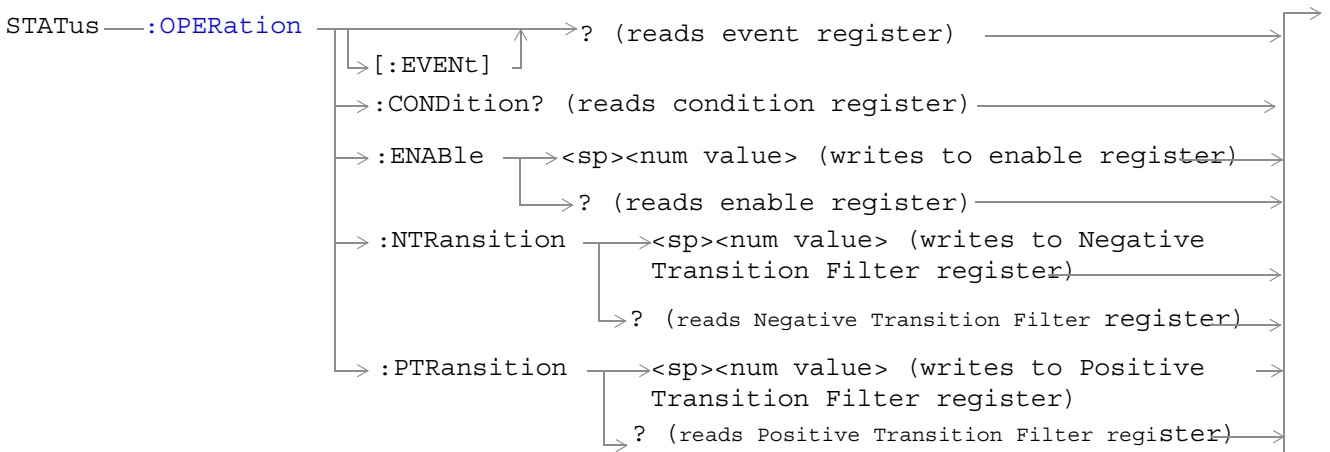 STATus :OPERation ? (reads event register)
[:EVENt]
:CONDition? (reads condition register)
:ENABle <sp><num value> (writes to enable register)
? (reads enable register)
:NTRansition <sp><num value> (writes to Negative
Transition Filter register)
? (reads Negative Transition Filter register)
:PTRansition <sp><num value> (writes to Positive
Transition Filter register)
? (reads Positive Transition Filter register)